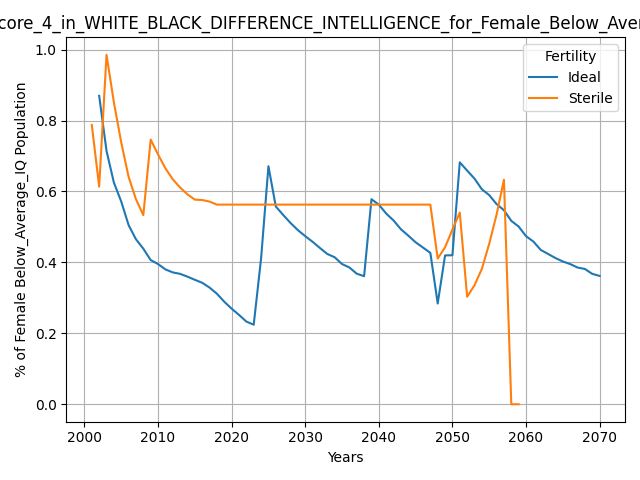 core_4_in_WHITE_BLACK_DIFFERENCE_INTELLIGENCE_for_Female_Below_Aver
Fertility
Ideal
Sterile
% of Female Below_Average_IQ Population
1.0
0.8
0.6
0.4
0.2
0.0
2000 2010 2020 2030 2040 2050 2060 2070
Years